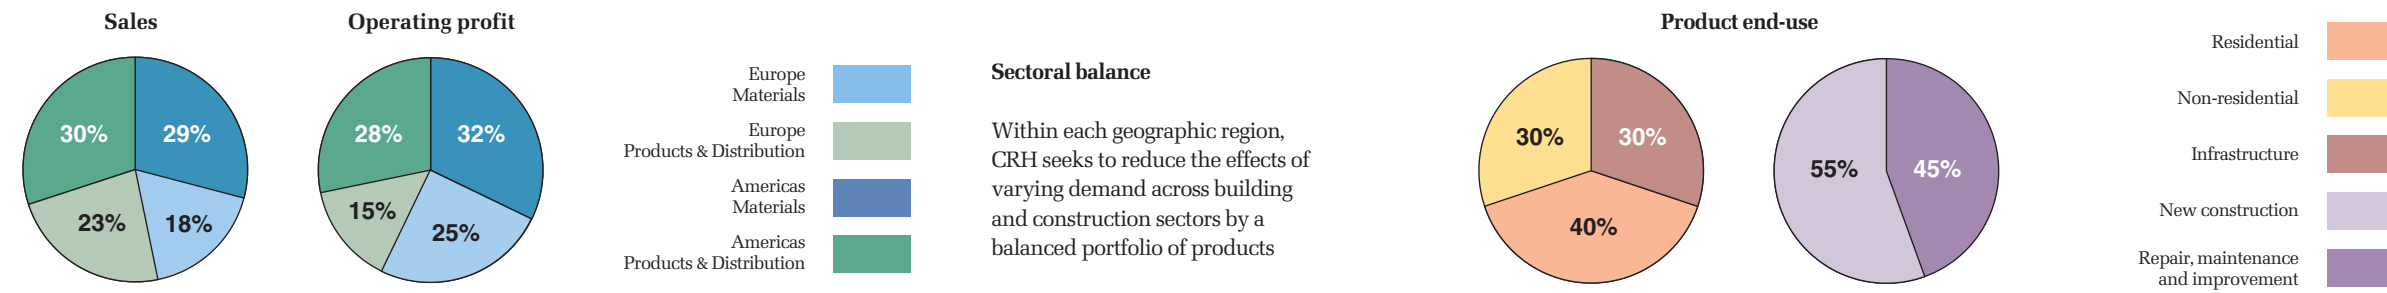 Sales
30%
29%
23%
18%
Operating profit
28%
32%
15%
25%
Europe
Materials
Europe
Products & Distribution
Americas
Materials
Americas
Products & Distribution
Sectoral balance
Within each geographic region,
CRH seeks to reduce the effects of
varying demand across building
and construction sectors by a
balanced portfolio of products
Product end-use
30%
30%
40%
55%
45%
Residential
Non-residential
Infrastructure
New construction
Repair, maintenance
and improvement